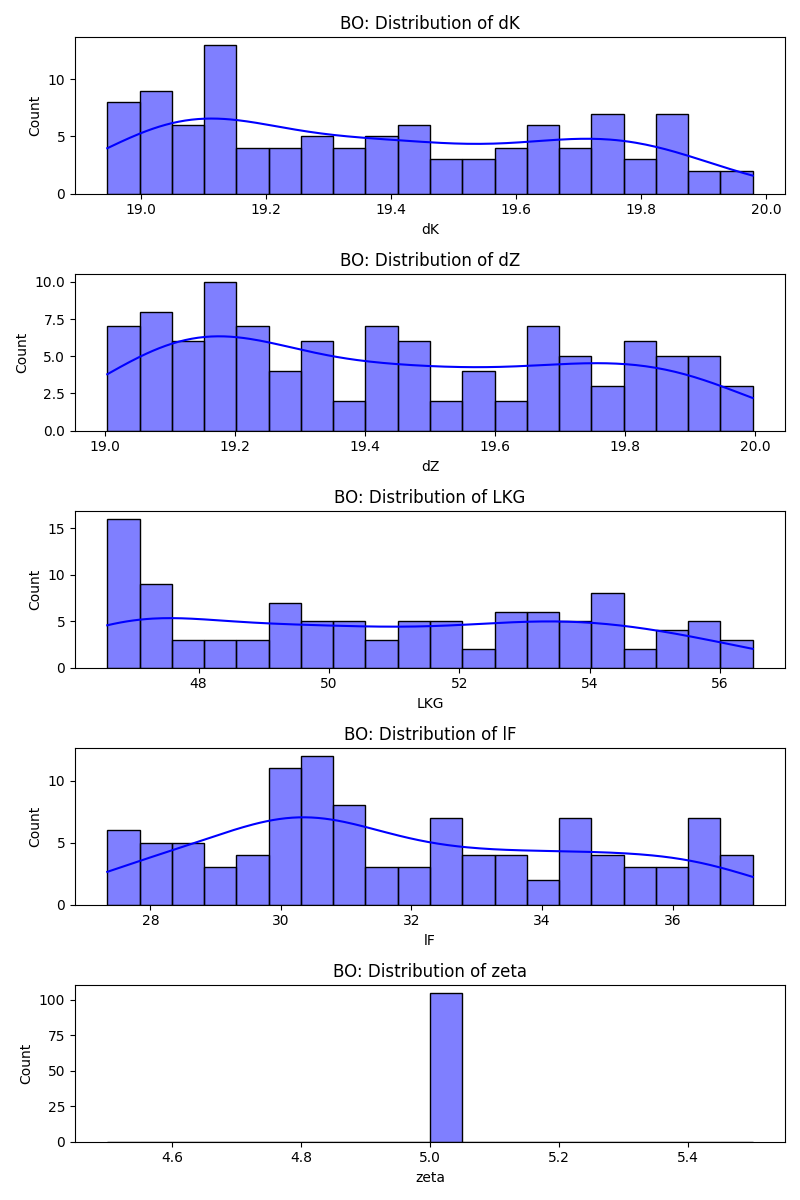 BO: Distribution of dK
10
5
0
Count
19.0 19.2 19.4 19.6 19.8 20.0
dK
BO: Distribution of dZ
10.0
7.5
5.0
2.5
0.0
Count
19.0 19.2 19.4 19.6 19.8 20.0
dZ
BO: Distribution of LKG
15
10
5
0
Count
48 50 52 54 56
LKG
BO: Distribution of lF
10
5
0
Count
28 30 32 34 36
lF
BO: Distribution of zeta
100
75
50
25
0
Count
4.6 4.8 5.0 5.2 5.4
zeta